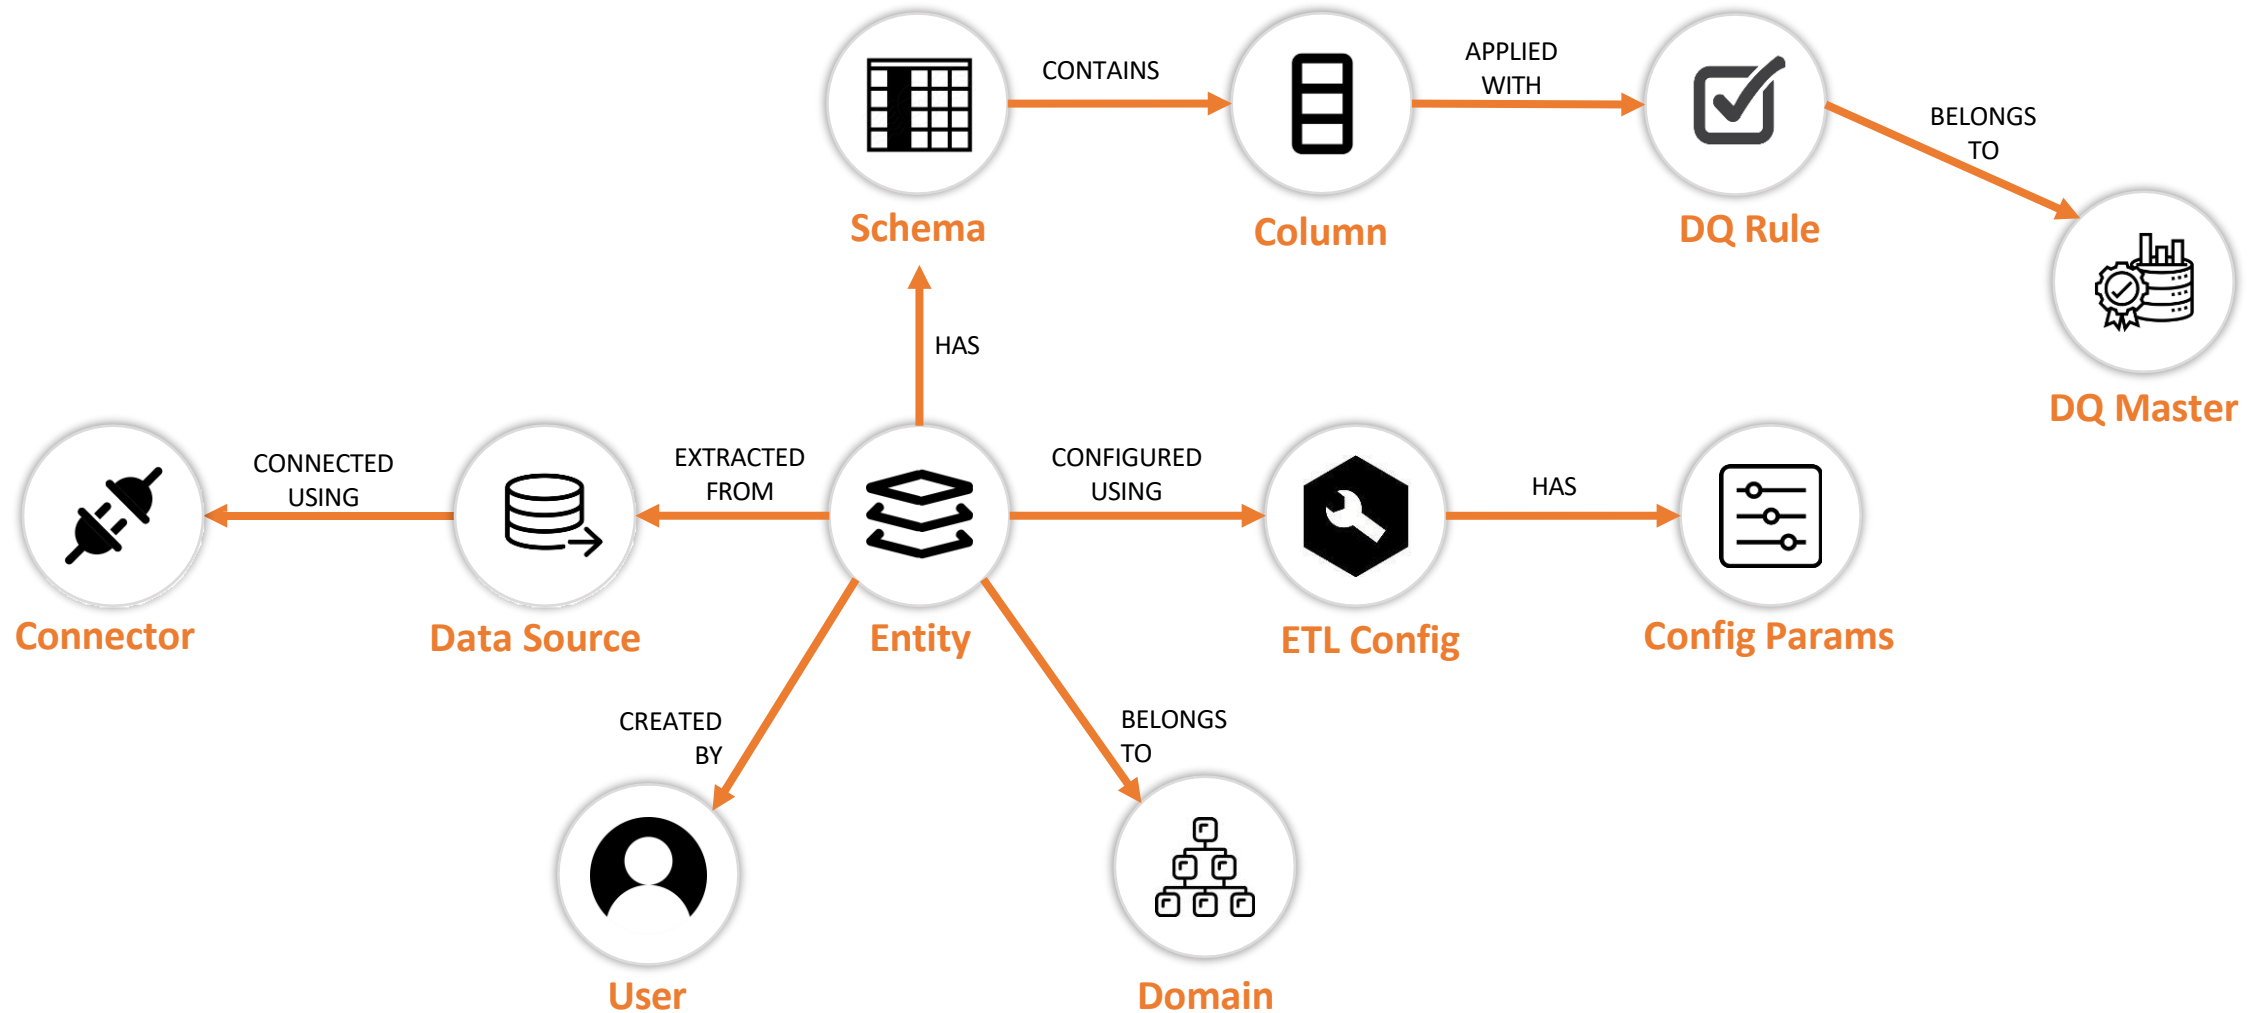 CONTAINS
APPLIED
WITH
BELONGS
TO
Schema
Column
DQ Rule
HAS
DQ Master
CONNECTED
USING
EXTRACTED
FROM
CONFIGURED
USING
HAS
Connector
Data Source
Entity
ETL Config
Config Params
CREATED
BY
BELONGS
TO
User
Domain